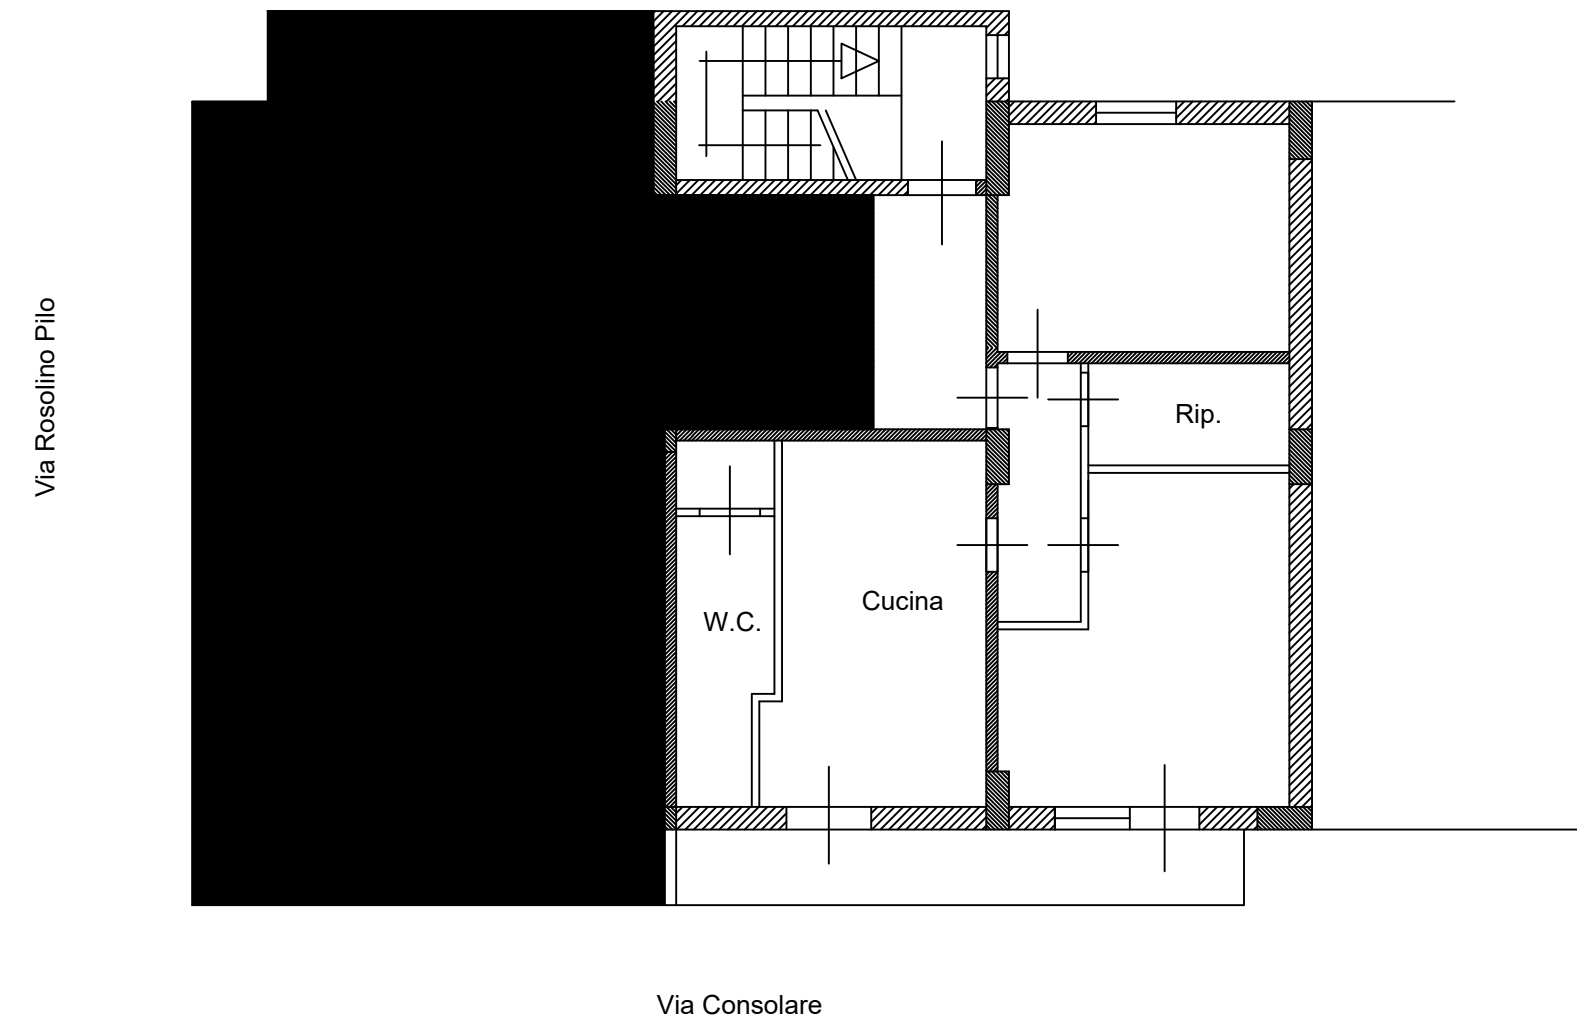 Via Rosolino Pilo
Rip.
Cucina
W.C.
Via Consolare